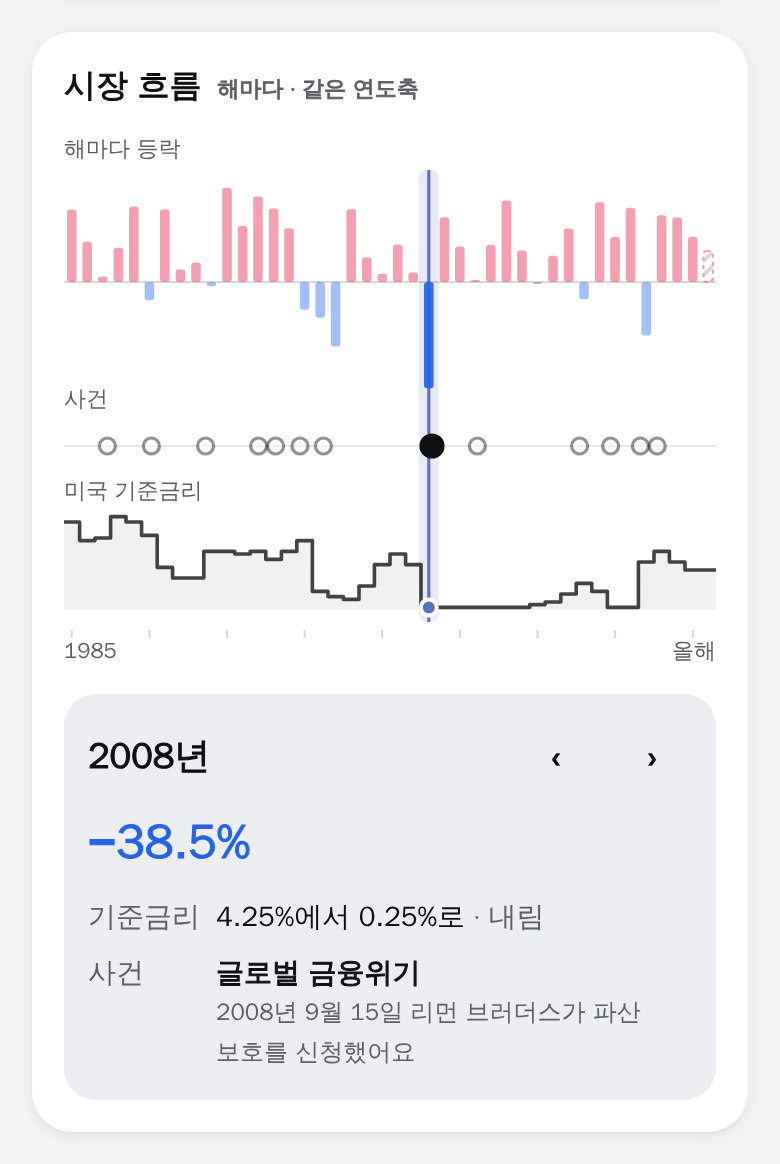 시장 흐름 해마다 · 같은 연도축
해마다 등락
사건
미국 기준금리
1985 올해
2008년 ‹ ›
−38.5%
기준금리 4.25%에서 0.25%로 · 내림
사건 글로벌 금융위기
2008년 9월 15일 리먼 브러더스가 파산
보호를 신청했어요